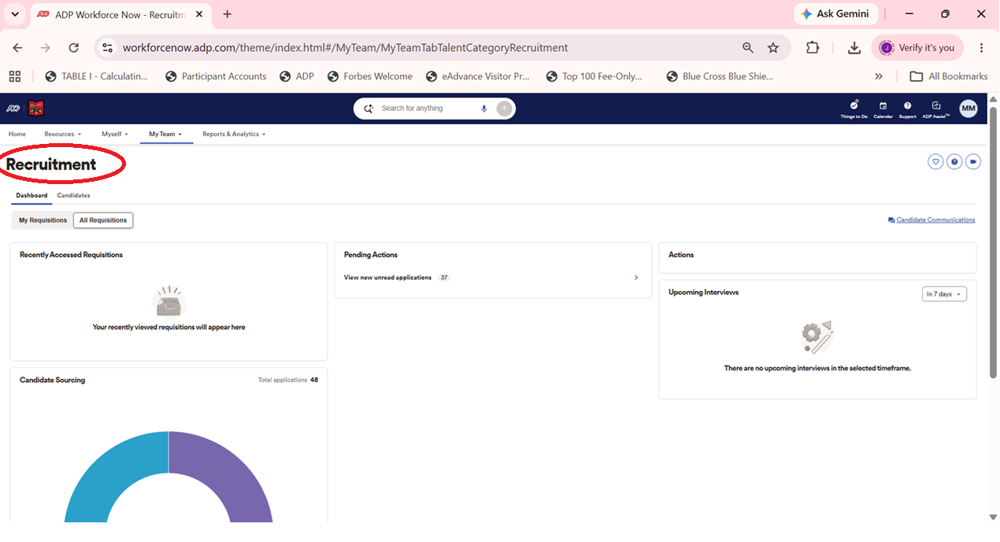 ADP Workforce Now - Recruitm
Ask Gemini
workforcenow.adp.com/theme/index.html#/MyTeam/MyTeamTabTalentCategoryRecruitment
J
Verify it's you
TABLE I - Calculatin...
Participant Accounts
ADP
Forbes Welcome
eAdvance Visitor Pr...
Top 100 Fee-Only...
Blue Cross Blue Shie...
All Bookmarks
ADP
Search for anything
Things to Do
Calendar
Support
ADP Assist™
MM
Home
Resources
Myself
My Team
Reports & Analytics
Recruitment
Dashboard
Candidates
My Requisitions
All Requisitions
Candidate Communications
Recently Accessed Requisitions
Your recently viewed requisitions will appear here
Pending Actions
View new unread applications 37
Actions
Upcoming Interviews
In 7 days
There are no upcoming interviews in the selected timeframe.
Candidate Sourcing
Total applications 48